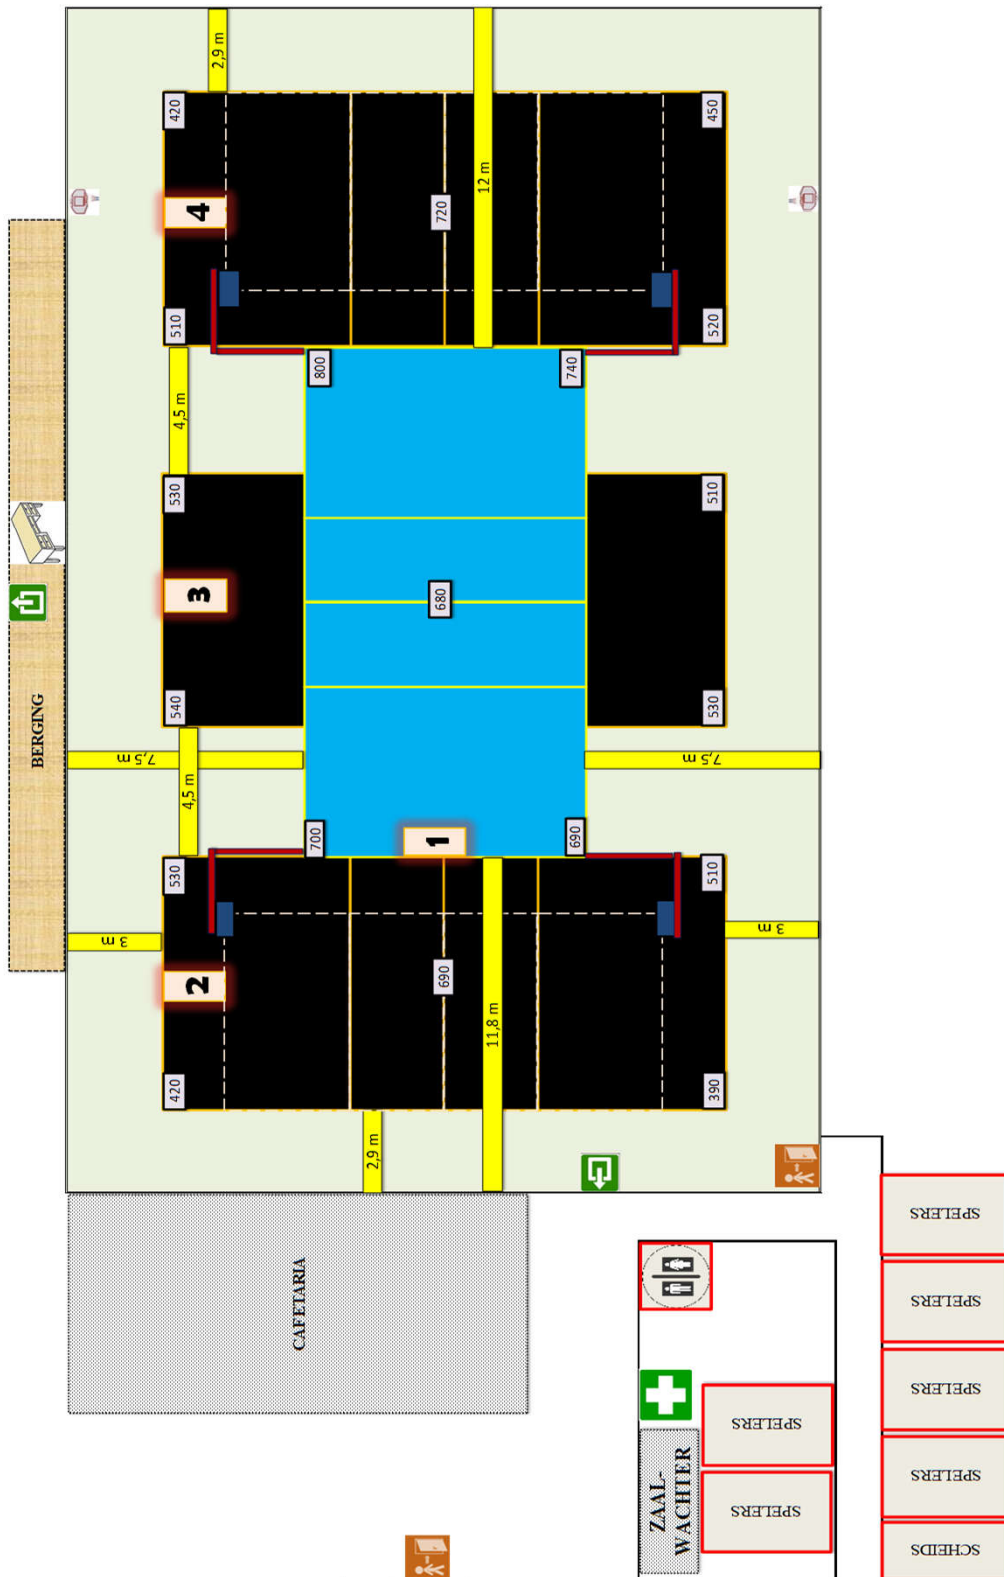 2,9 m
12 m
420
450
4
720
510
520
800
740
4,5 m
530
510
3
680
BERGING
540
530
7,5 m
7,5 m
4,5 m
700
1
690
530
510
3 m
3 m
2
690
11,8 m
420
390
2,9 m
CAFETARIA
SPELERS
SPELERS
SPELERS
SPELERS
SCHEIDS
SPELERS
SPELERS
ZAAL-
WACHTER